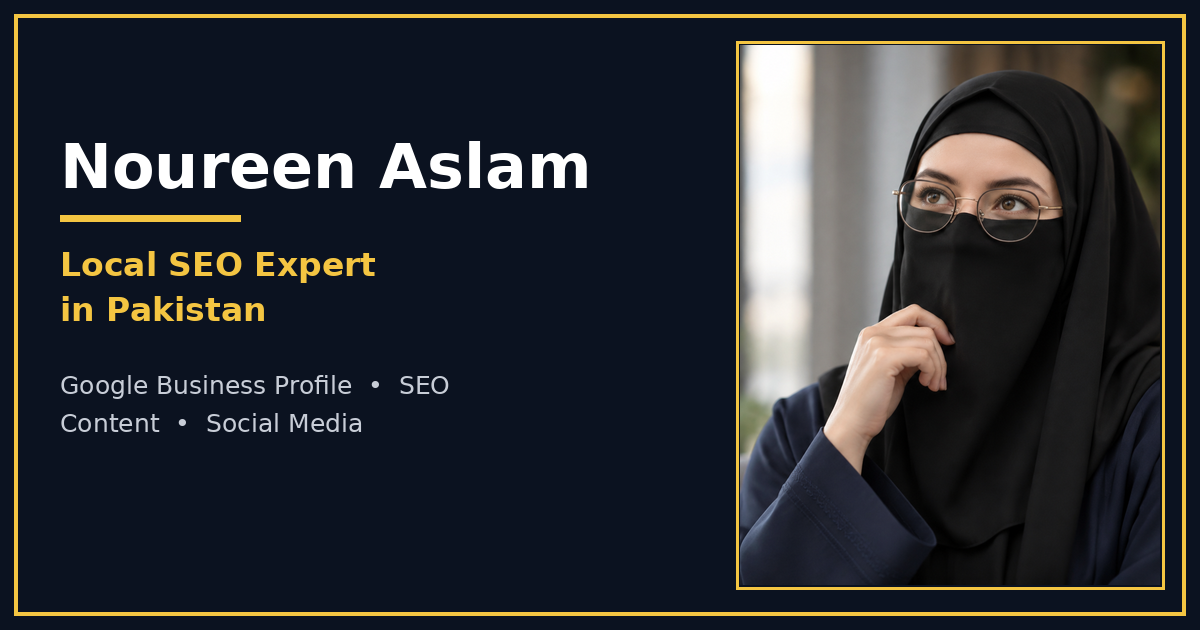 Noureen Aslam
Local SEO Expert
in Pakistan
Google Business Profile • SEO
Content • Social Media